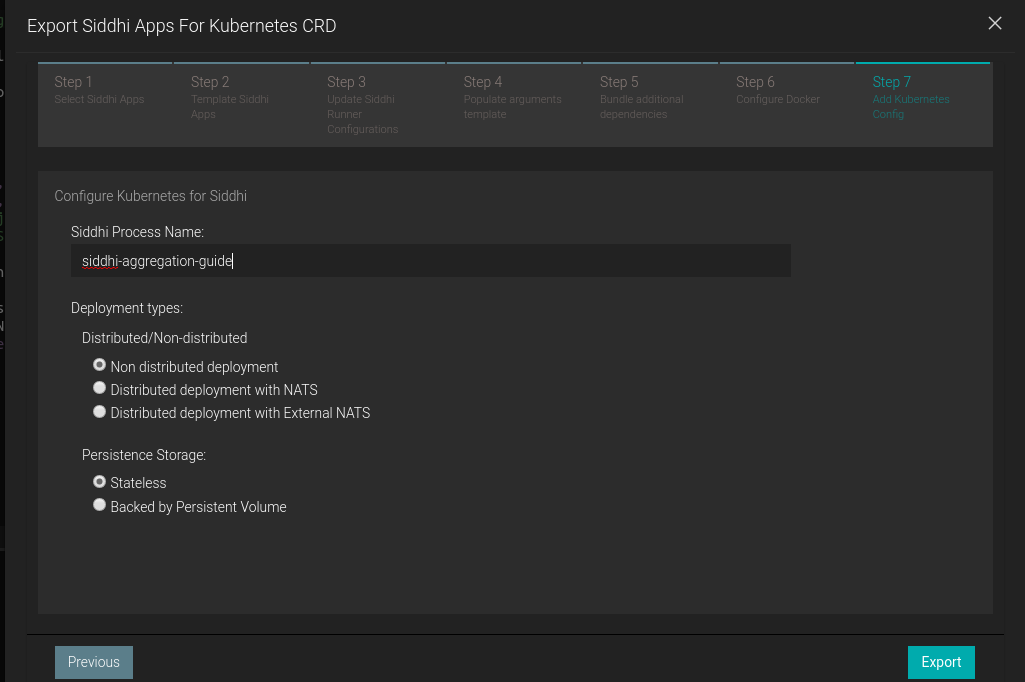 Export Siddhi Apps For Kubernetes CRD
Step 1
Select Siddhi Apps
Step 2
Template Siddhi
Apps
Step 3
Update Siddhi
Runner
Configurations
Step 4
Populate arguments
template
Step 5
Bundle additional
dependencies
Step 6
Configure Docker
Step 7
Add Kubernetes
Config
Configure Kubernetes for Siddhi
Siddhi Process Name:
siddhi-aggregation-guide
Deployment types:
Distributed/Non-distributed
Non distributed deployment
Distributed deployment with NATS
Distributed deployment with External NATS
Persistence Storage:
Stateless
Backed by Persistent Volume
Previous
Export